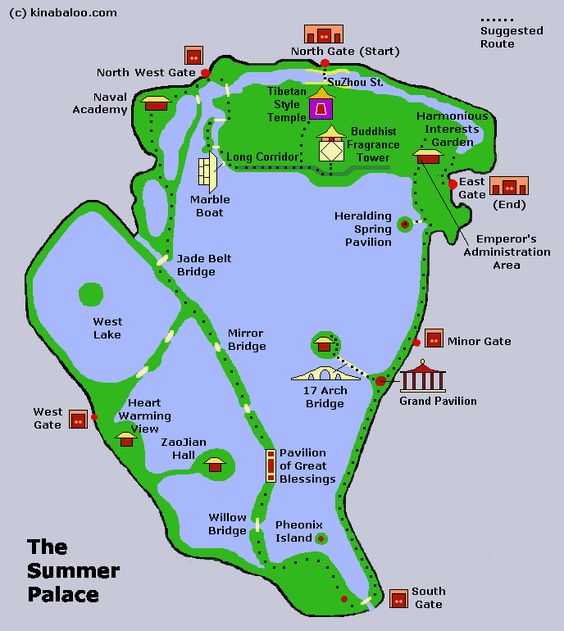 (c) kinabaloo.com
Suggested
Route
North Gate (Start)
North West Gate
SuZhou St.
Naval
Academy
Tibetan
Style
Temple
Harmonious
Interests
Garden
Buddhist
Fragrance
Tower
Long Corridor
East
Gate
(End)
Marble
Boat
Heralding
Spring
Pavilion
Emperor's
Administration
Area
Jade Belt
Bridge
West
Lake
Mirror
Bridge
Minor Gate
17 Arch
Bridge
Grand Pavilion
Heart
Warming
View
West
Gate
ZaoJian
Hall
Pavilion
of Great
Blessings
Willow
Bridge
Pheonix
Island
The
Summer
Palace
South
Gate